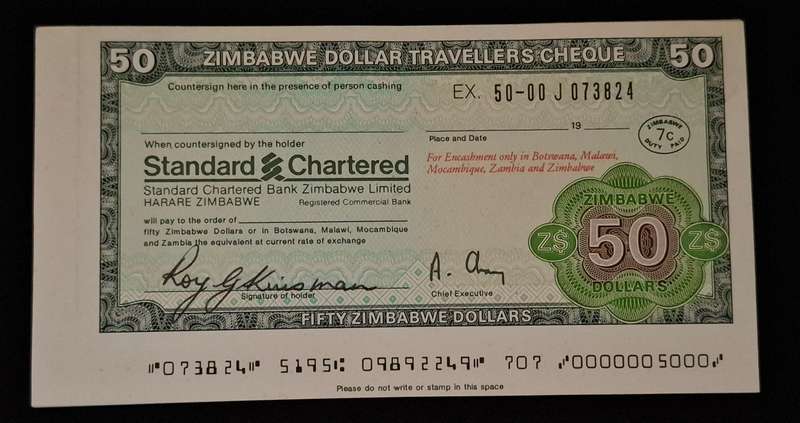 50 ZIMBABWE DOLLAR TRAVELLERS CHEQUE 50
Countersign here in the presence of person cashing
EX. 50-00 J 073824
19
ZIMBABWE
7c
DUTY PAID
Place and Date
When countersigned by the holder
Standard Chartered
For Encashment only in Botswana, Malawi,
Mocambique, Zambia and Zimbabwe
Standard Chartered Bank Zimbabwe Limited
HARARE ZIMBABWE Registered Commercial Bank
will pay to the order of
fifty Zimbabwe Dollars or in Botswana, Malawi, Mocambique
and Zambia the equivalent at current rate of exchange
ZIMBABWE
Z$ 50 Z$
DOLLARS
Roy G Kinsman
Signature of holder
Chief Executive
FIFTY ZIMBABWE DOLLARS
⑈073824⑈ 5195⑆ 09892249⑈ 707 ⑇0000005000⑇
Please do not write or stamp in this space